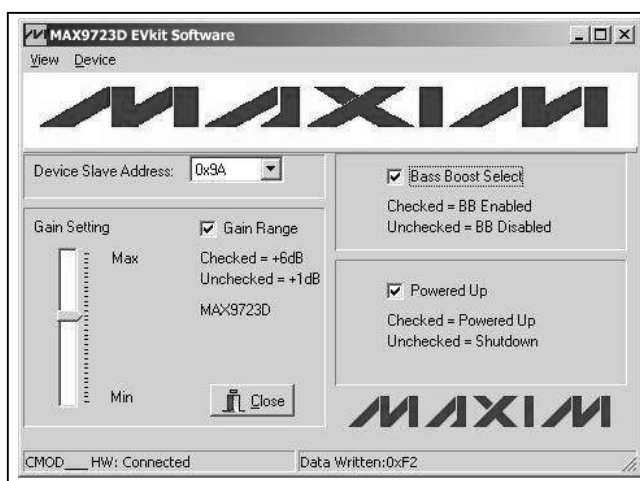 MAX9723D EVkit Software
View Device
MAXIM
Device Slave Address: 0x9A
Bass Boost Select
Checked = BB Enabled
Unchecked = BB Disabled
Gain Setting
Max
Min
Gain Range
Checked = +6dB
Unchecked = +1dB
MAX9723D
Close
Powered Up
Checked = Powered Up
Unchecked = Shutdown
MAXIM
CMOD___ HW: Connected
Data Written:0xF2